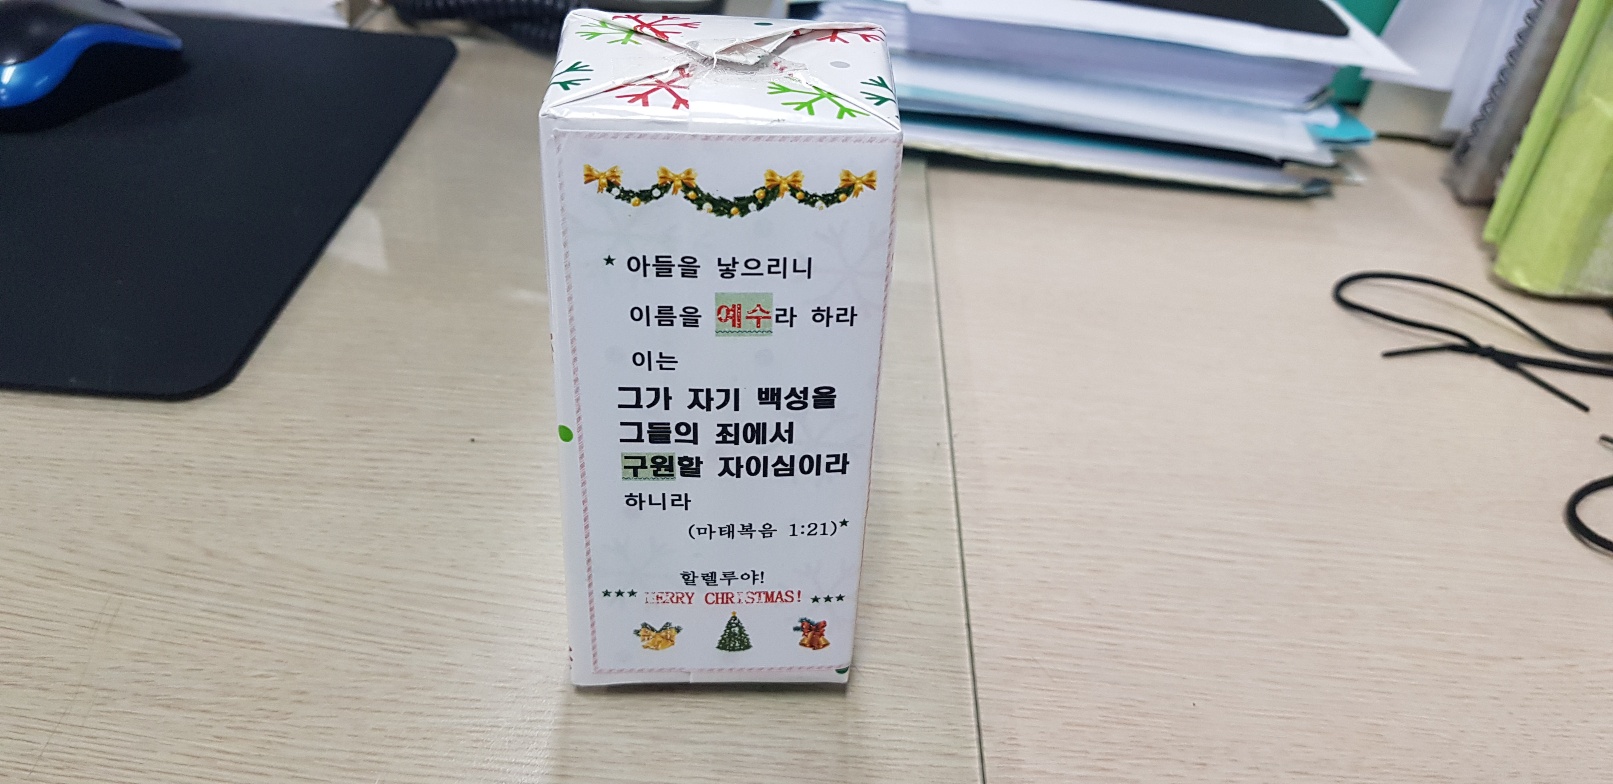 ★ 아들을 낳으리니
이름을 예수라 하라
이는
그가 자기 백성을
그들의 죄에서
구원할 자이심이라
하니라
(마태복음 1:21)★
할렐루야!
★★★ MERRY CHRISTMAS! ★★★